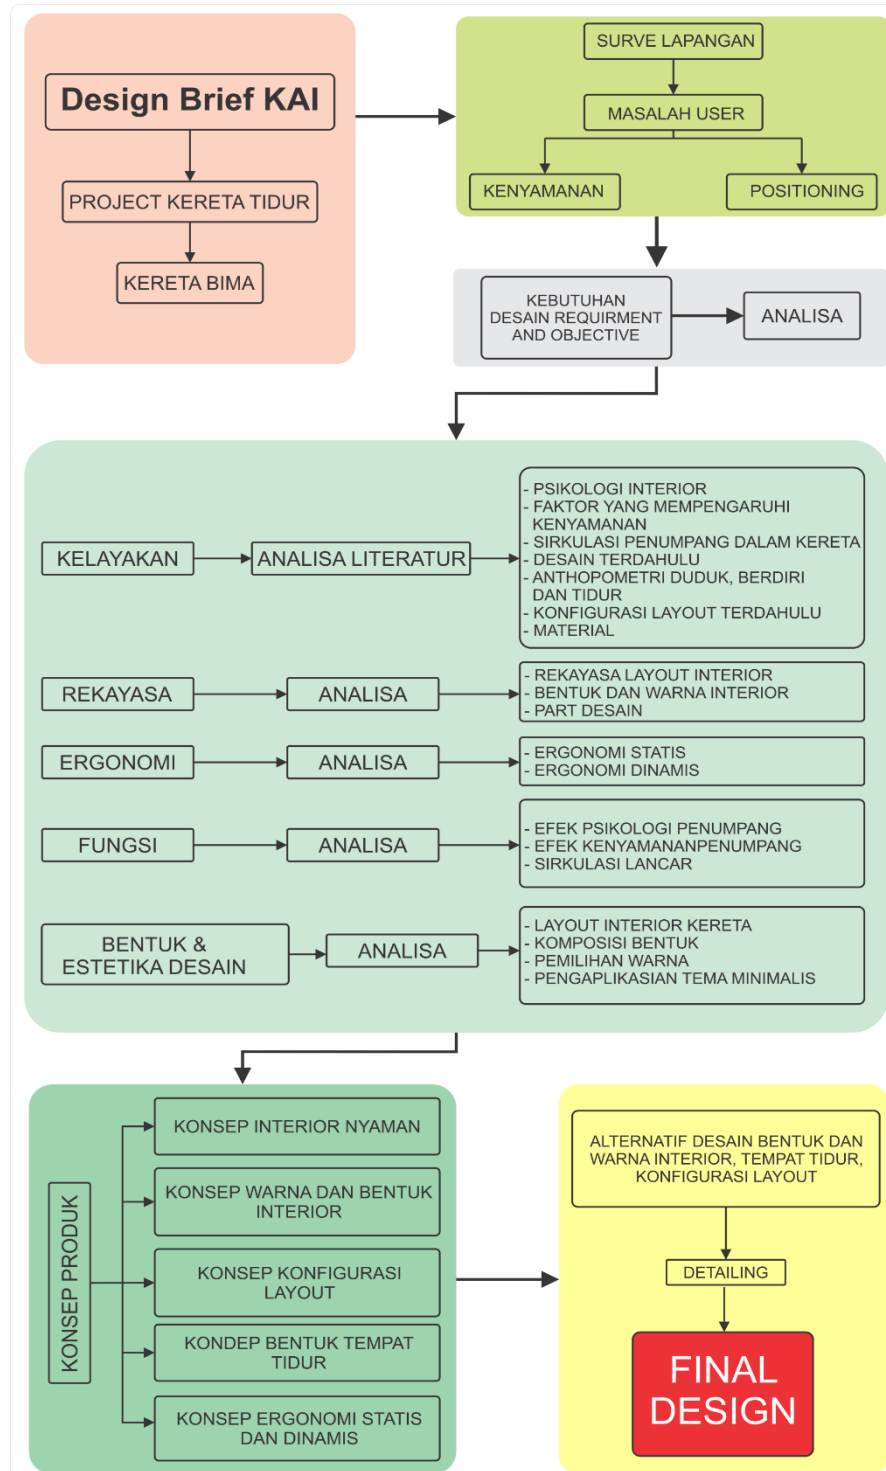 Design Brief KAI
PROJECT KERETA TIDUR
KERETA BIMA
SURVE LAPANGAN
MASALAH USER
KENYAMANAN
POSITIONING
KEBUTUHAN
DESAIN REQUIRMENT
AND OBJECTIVE
ANALISA
KELAYAKAN
ANALISA LITERATUR
- PSIKOLOGI INTERIOR
- FAKTOR YANG MEMPENGARUHI
KENYAMANAN
- SIRKULASI PENUMPANG DALAM KERETA
- DESAIN TERDAHULU
- ANTHOPOMETRI DUDUK, BERDIRI
DAN TIDUR
- KONFIGURASI LAYOUT TERDAHULU
- MATERIAL
REKAYASA
ANALISA
- REKAYASA LAYOUT INTERIOR
- BENTUK DAN WARNA INTERIOR
- PART DESAIN
ERGONOMI
ANALISA
- ERGONOMI STATIS
- ERGONOMI DINAMIS
FUNGSI
ANALISA
- EFEK PSIKOLOGI PENUMPANG
- EFEK KENYAMANANPENUMPANG
- SIRKULASI LANCAR
BENTUK &
ESTETIKA DESAIN
ANALISA
- LAYOUT INTERIOR KERETA
- KOMPOSISI BENTUK
- PEMILIHAN WARNA
- PENGAPLIKASIAN TEMA MINIMALIS
KONSEP PRODUK
KONSEP INTERIOR NYAMAN
KONSEP WARNA DAN BENTUK
INTERIOR
KONSEP KONFIGURASI
LAYOUT
KONDEP BENTUK TEMPAT
TIDUR
KONSEP ERGONOMI STATIS
DAN DINAMIS
ALTERNATIF DESAIN BENTUK DAN
WARNA INTERIOR, TEMPAT TIDUR,
KONFIGURASI LAYOUT
DETAILING
FINAL
DESIGN